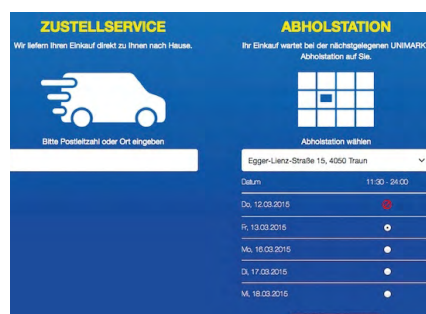 ZUSTELLSERVICE
Wir liefern Ihren Einkauf direkt zu Ihnen nach Hause.
Bitte Postleitzahl oder Ort eingeben
ABHOLSTATION
Ihr Einkauf wartet bei der nächstgelegenen UNIMARKT
Abholstation auf Sie.
Abholstation wählen
Egger-Lienz-Straße 15, 4050 Traun
Datum 11:30 - 24:00
Do, 12.03.2015
Fr, 13.03.2015
Mo, 16.03.2015
Di, 17.03.2015
Mi, 18.03.2015